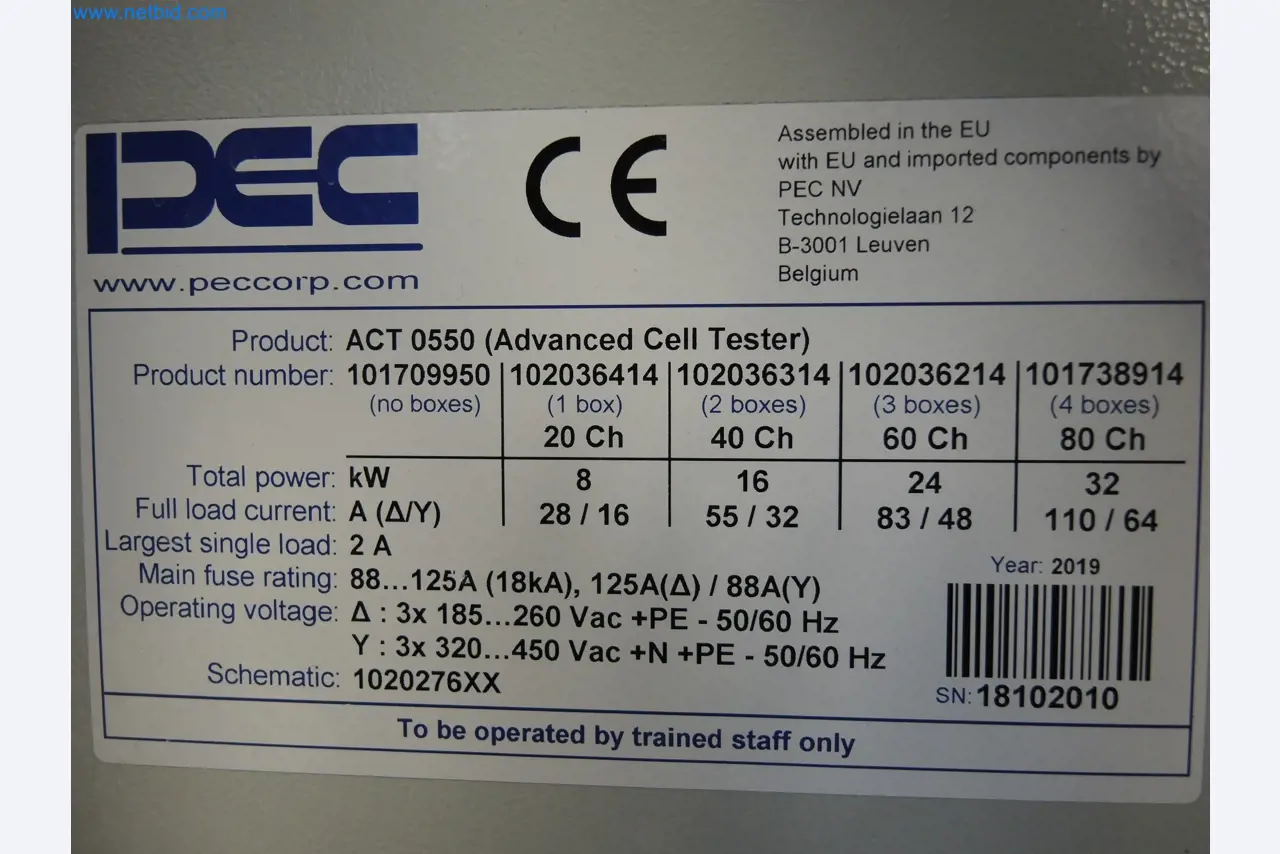 www.netbid.com
PEC
www.peccorp.com
CE
Assembled in the EU
with EU and imported components by
PEC NV
Technologielaan 12
B-3001 Leuven
Belgium
Product: ACT 0550 (Advanced Cell Tester)
Product number: 101709950 | 102036414 | 102036314 | 102036214 | 101738914
(no boxes) (1 box) (2 boxes) (3 boxes) (4 boxes)
20 Ch 40 Ch 60 Ch 80 Ch
Total power: kW 8 16 24 32
Full load current: A (Δ/Y) 28 / 16 55 / 32 83 / 48 110 / 64
Largest single load: 2 A
Main fuse rating: 88...125A (18kA), 125A(Δ) / 88A(Y)
Operating voltage: Δ : 3x 185...260 Vac +PE - 50/60 Hz
Y : 3x 320...450 Vac +N +PE - 50/60 Hz
Schematic: 1020276XX
Year: 2019
SN: 18102010
To be operated by trained staff only